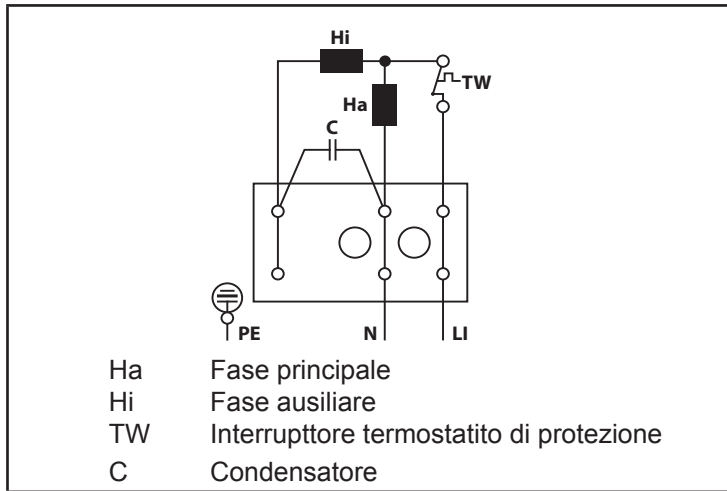 Hi
TW
Ha
C
PE
N
LI
Ha Fase principale
Hi Fase ausiliare
TW Interrupttore termostatito di protezione
C Condensatore